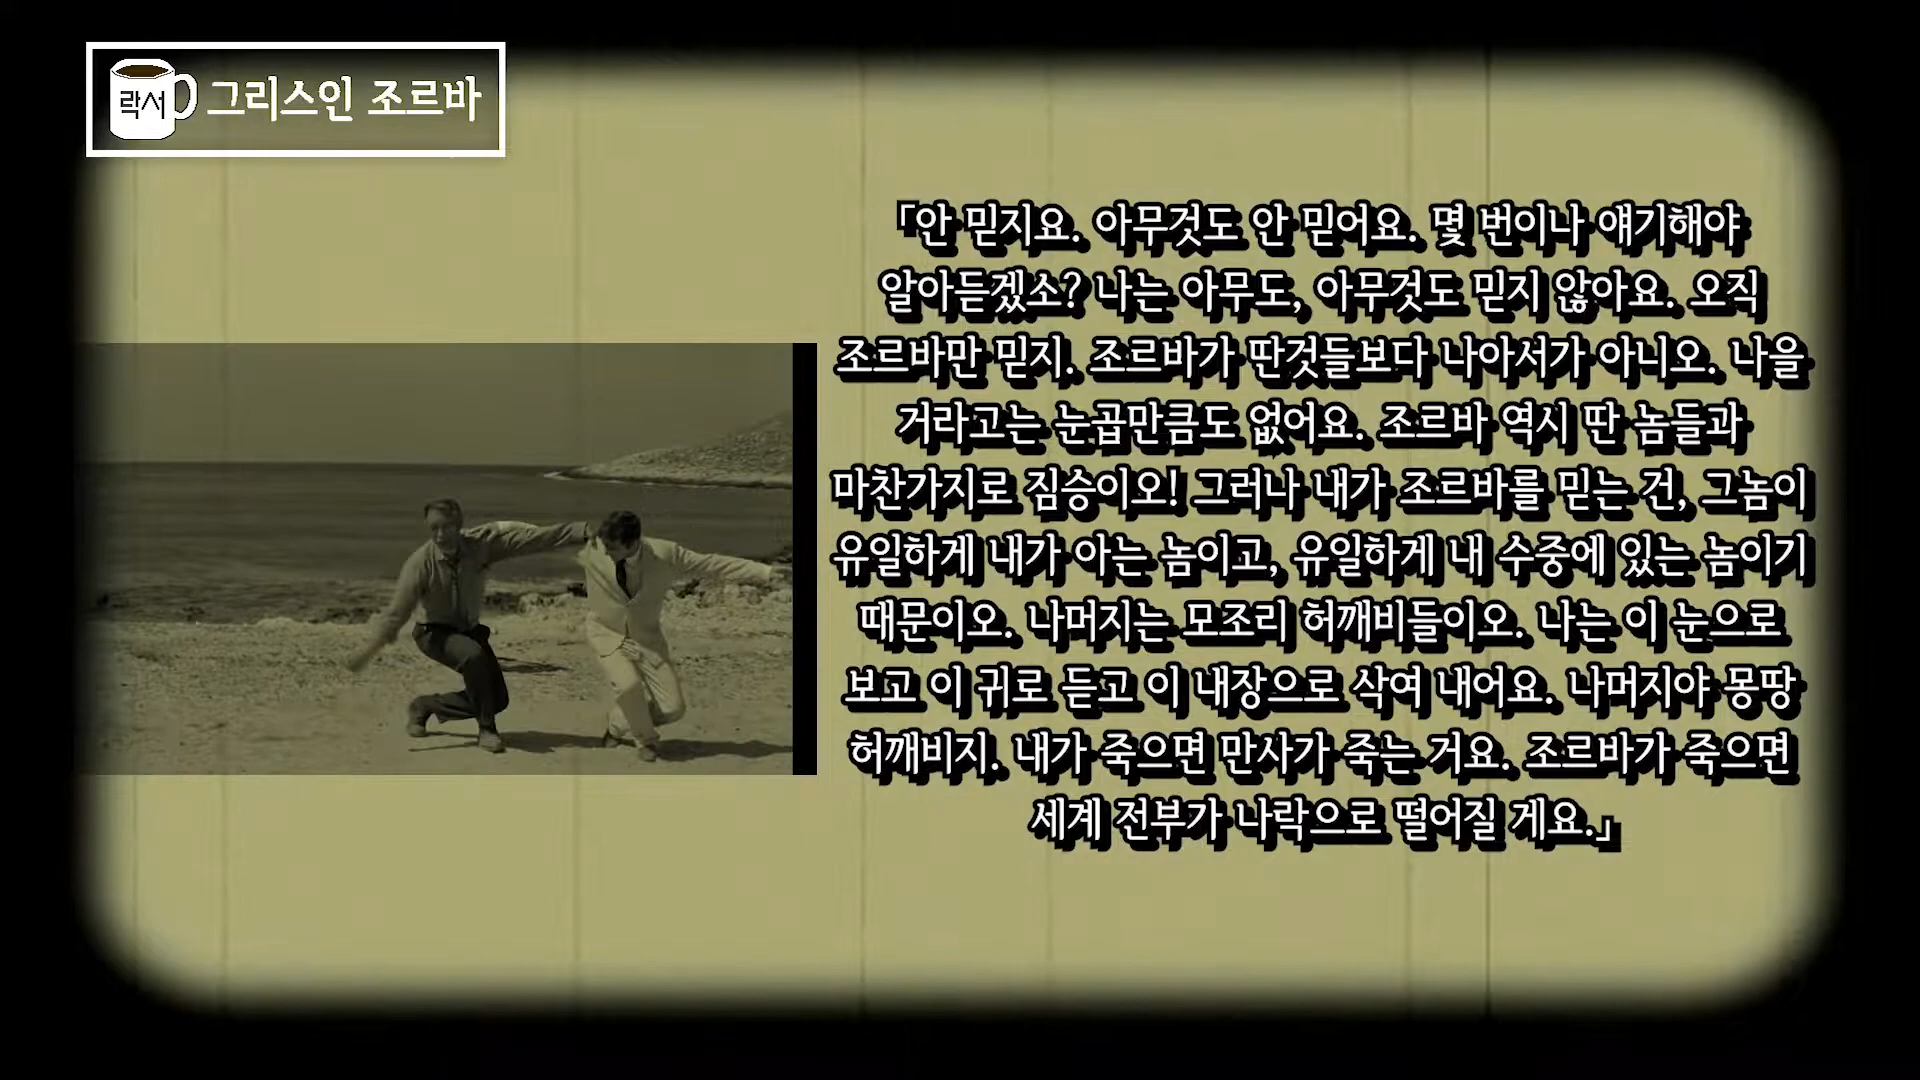 락서
그리스인 조르바
「안 믿지요. 아무것도 안 믿어요. 몇 번이나 얘기해야
알아듣겠소? 나는 아무도, 아무것도 믿지 않아요. 오직
조르바만 믿지. 조르바가 딴것들보다 나아서가 아니오. 나을
거라고는 눈곱만큼도 없어요. 조르바 역시 딴 놈들과
마찬가지로 짐승이오! 그러나 내가 조르바를 믿는 건, 그놈이
유일하게 내가 아는 놈이고, 유일하게 내 수중에 있는 놈이기
때문이오. 나머지는 모조리 허깨비들이오. 나는 이 눈으로
보고 이 귀로 듣고 이 내장으로 삭여 내어요. 나머지야 몽땅
허깨비지. 내가 죽으면 만사가 죽는 거요. 조르바가 죽으면
세계 전부가 나락으로 떨어질 게요.」